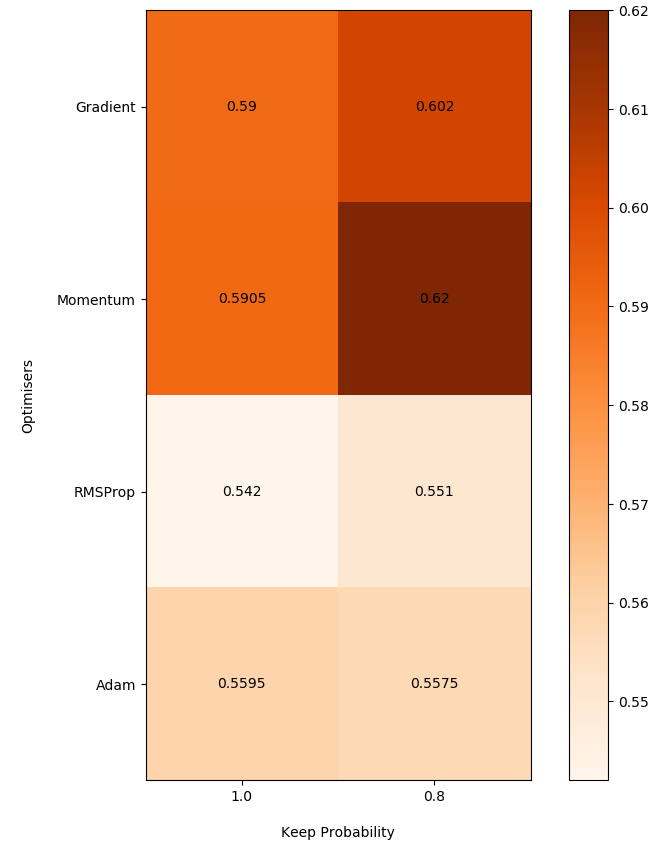 Gradient 0.59 0.602
Momentum 0.5905 0.62
RMSProp 0.542 0.551
Adam 0.5595 0.5575
1.0 0.8
Keep Probability
Optimisers
0.62
0.61
0.60
0.59
0.58
0.57
0.56
0.55